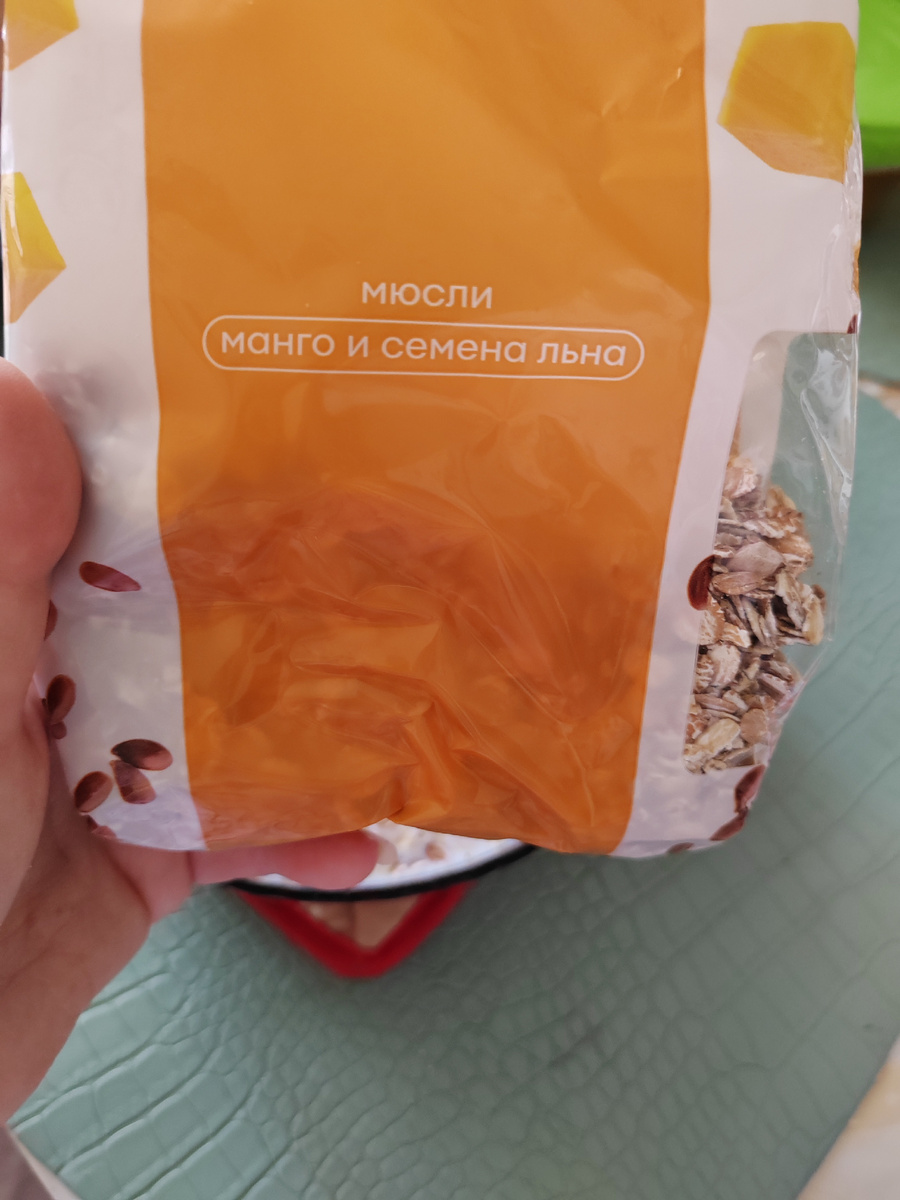 мюсли
манго и семена льна